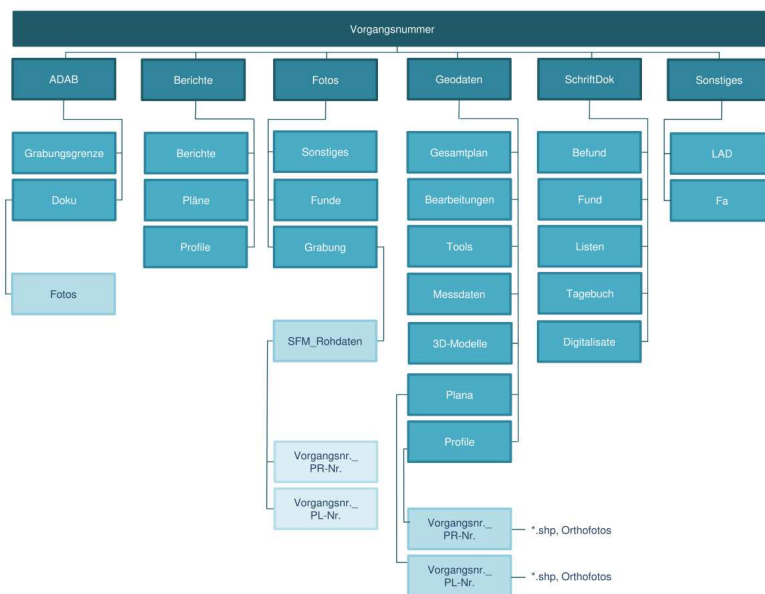 Vorgangsnummer
ADAB
Berichte
Fotos
Geodaten
SchriftDok
Sonstiges
Grabungsgrenze
Doku
Fotos
Berichte
Pläne
Profile
Sonstiges
Funde
Grabung
SFM_Rohdaten
Vorgangsnr._
PR-Nr.
Vorgangsnr._
PL-Nr.
Gesamtplan
Bearbeitungen
Tools
Messdaten
3D-Modelle
Plana
Profile
Vorgangsnr._
PR-Nr.
*.shp, Orthofotos
Vorgangsnr._
PL-Nr.
*.shp, Orthofotos
Befund
Fund
Listen
Tagebuch
Digitalisate
LAD
Fa